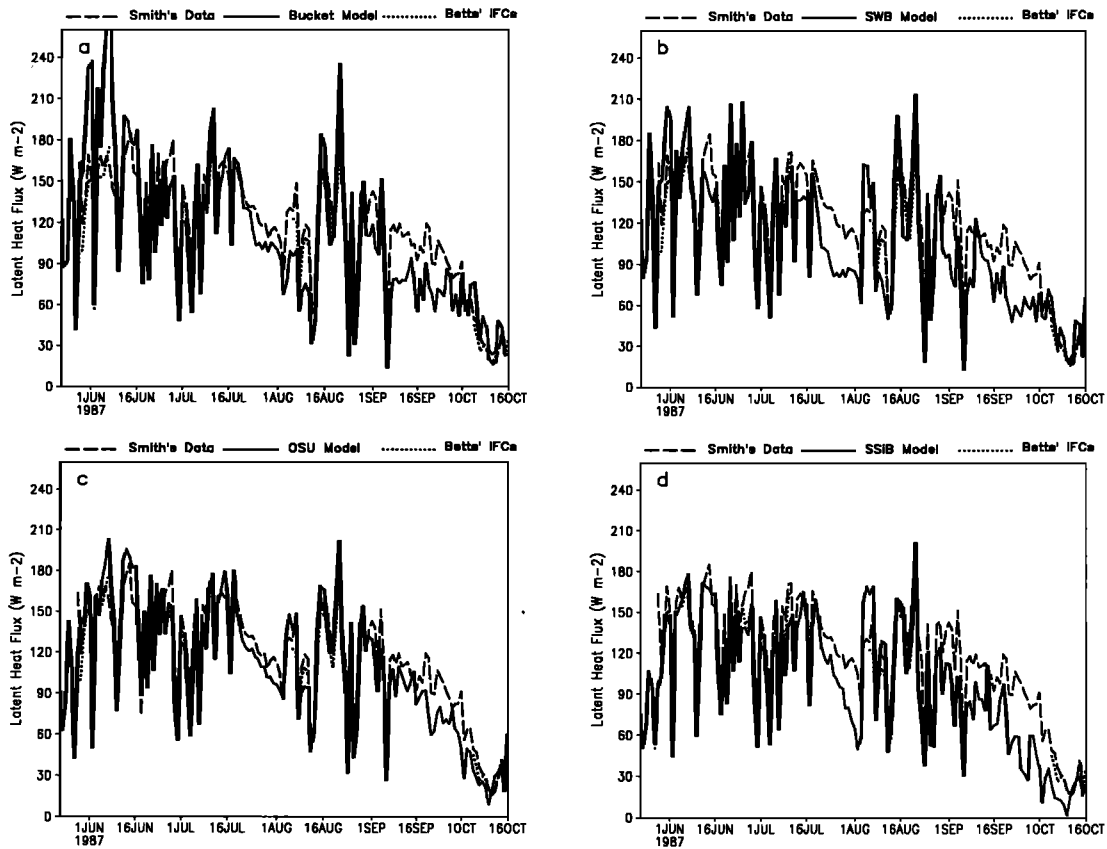 Smith's Data Bucket Model Betts' IFCs
a
Latent Heat Flux (W m-2)
240
210
180
150
120
90
60
30
0
1JUN 16JUN 1JUL 16JUL 1AUG 16AUG 1SEP 16SEP 1OCT 16OCT
1987
Smith's Data SWB Model Betts' IFCs
b
Latent Heat Flux (W m-2)
240
210
180
150
120
90
60
30
0
1JUN 16JUN 1JUL 16JUL 1AUG 16AUG 1SEP 16SEP 1OCT 16OCT
1987
Smith's Data OSU Model Betts' IFCs
c
Latent Heat Flux (W m-2)
240
210
180
150
120
90
60
30
0
1JUN 16JUN 1JUL 16JUL 1AUG 16AUG 1SEP 16SEP 1OCT 16OCT
1987
Smith's Data SSiB Model Betts' IFCs
d
Latent Heat Flux (W m-2)
240
210
180
150
120
90
60
30
0
1JUN 16JUN 1JUL 16JUL 1AUG 16AUG 1SEP 16SEP 1OCT 16OCT
1987